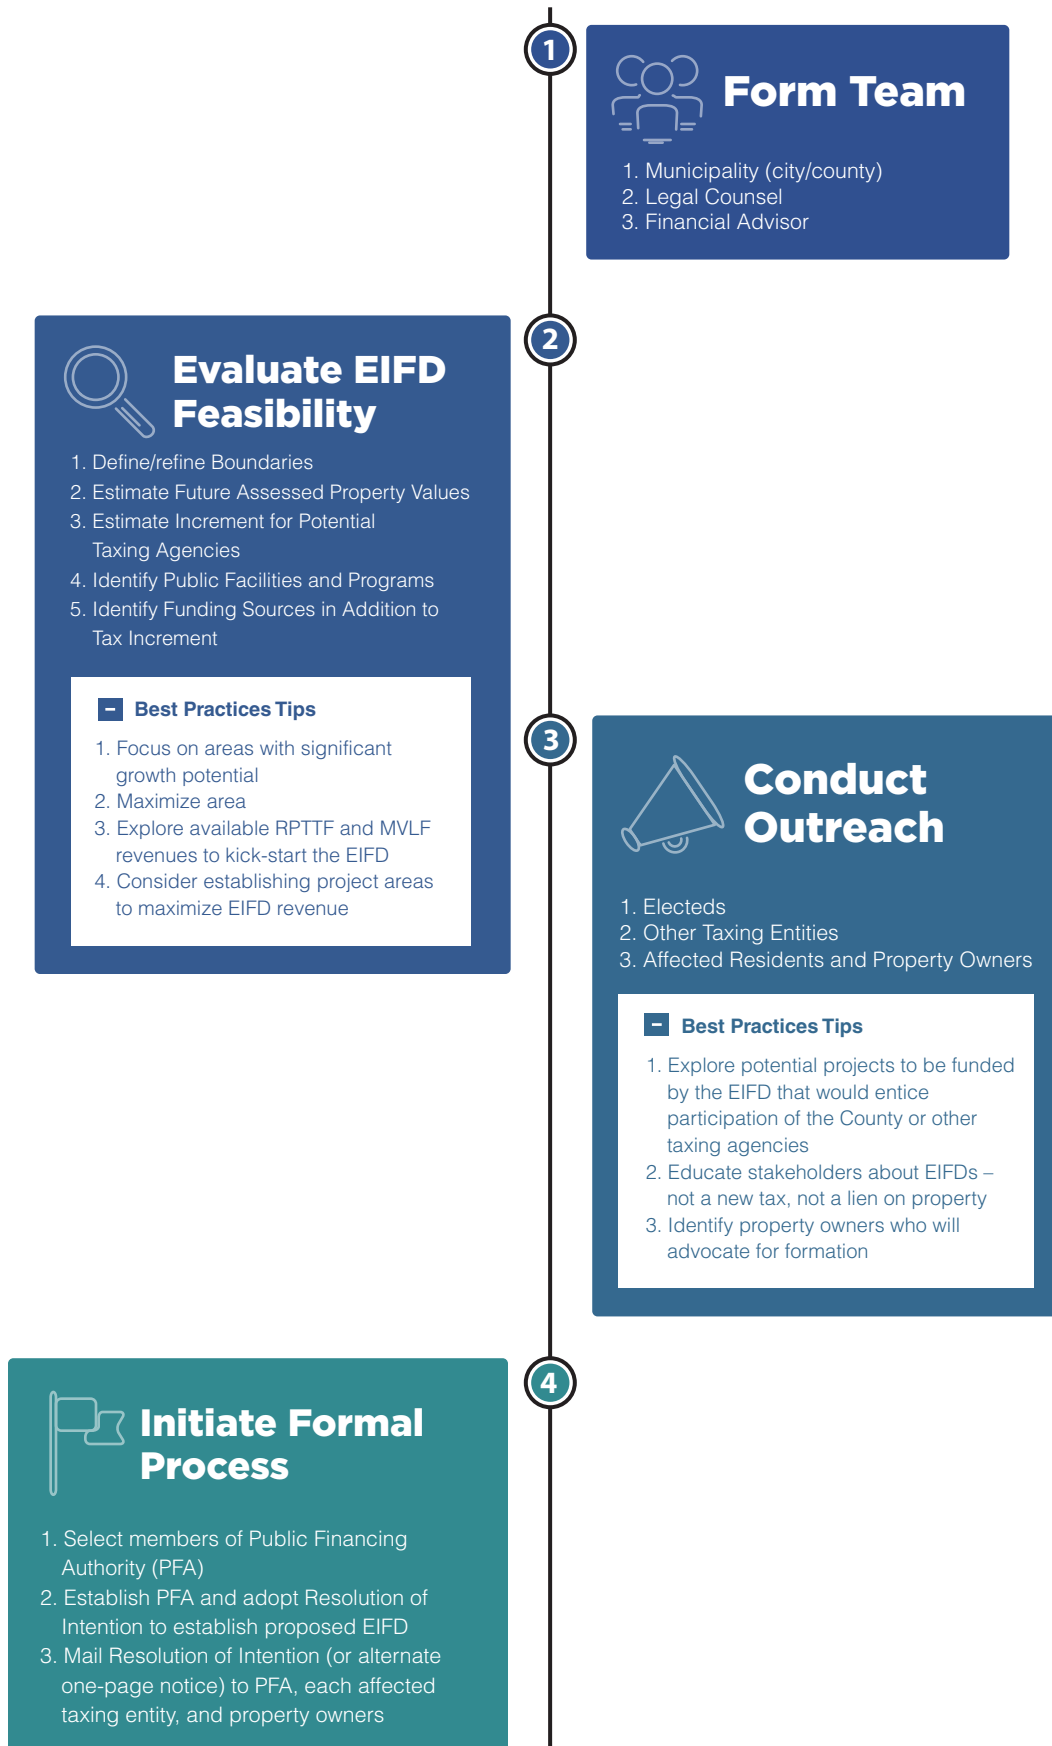 1
Form Team
1. Municipality (city/county)
2. Legal Counsel
3. Financial Advisor
2
Evaluate EIFD
Feasibility
1. Define/refine Boundaries
2. Estimate Future Assessed Property Values
3. Estimate Increment for Potential
Taxing Agencies
4. Identify Public Facilities and Programs
5. Identify Funding Sources in Addition to
Tax Increment
Best Practices Tips
1. Focus on areas with significant
growth potential
2. Maximize area
3. Explore available RPTTF and MVLF
revenues to kick-start the EIFD
4. Consider establishing project areas
to maximize EIFD revenue
3
Conduct
Outreach
1. Electeds
2. Other Taxing Entities
3. Affected Residents and Property Owners
Best Practices Tips
1. Explore potential projects to be funded
by the EIFD that would entice
participation of the County or other
taxing agencies
2. Educate stakeholders about EIFDs –
not a new tax, not a lien on property
3. Identify property owners who will
advocate for formation
4
Initiate Formal
Process
1. Select members of Public Financing
Authority (PFA)
2. Establish PFA and adopt Resolution of
Intention to establish proposed EIFD
3. Mail Resolution of Intention (or alternate
one-page notice) to PFA, each affected
taxing entity, and property owners